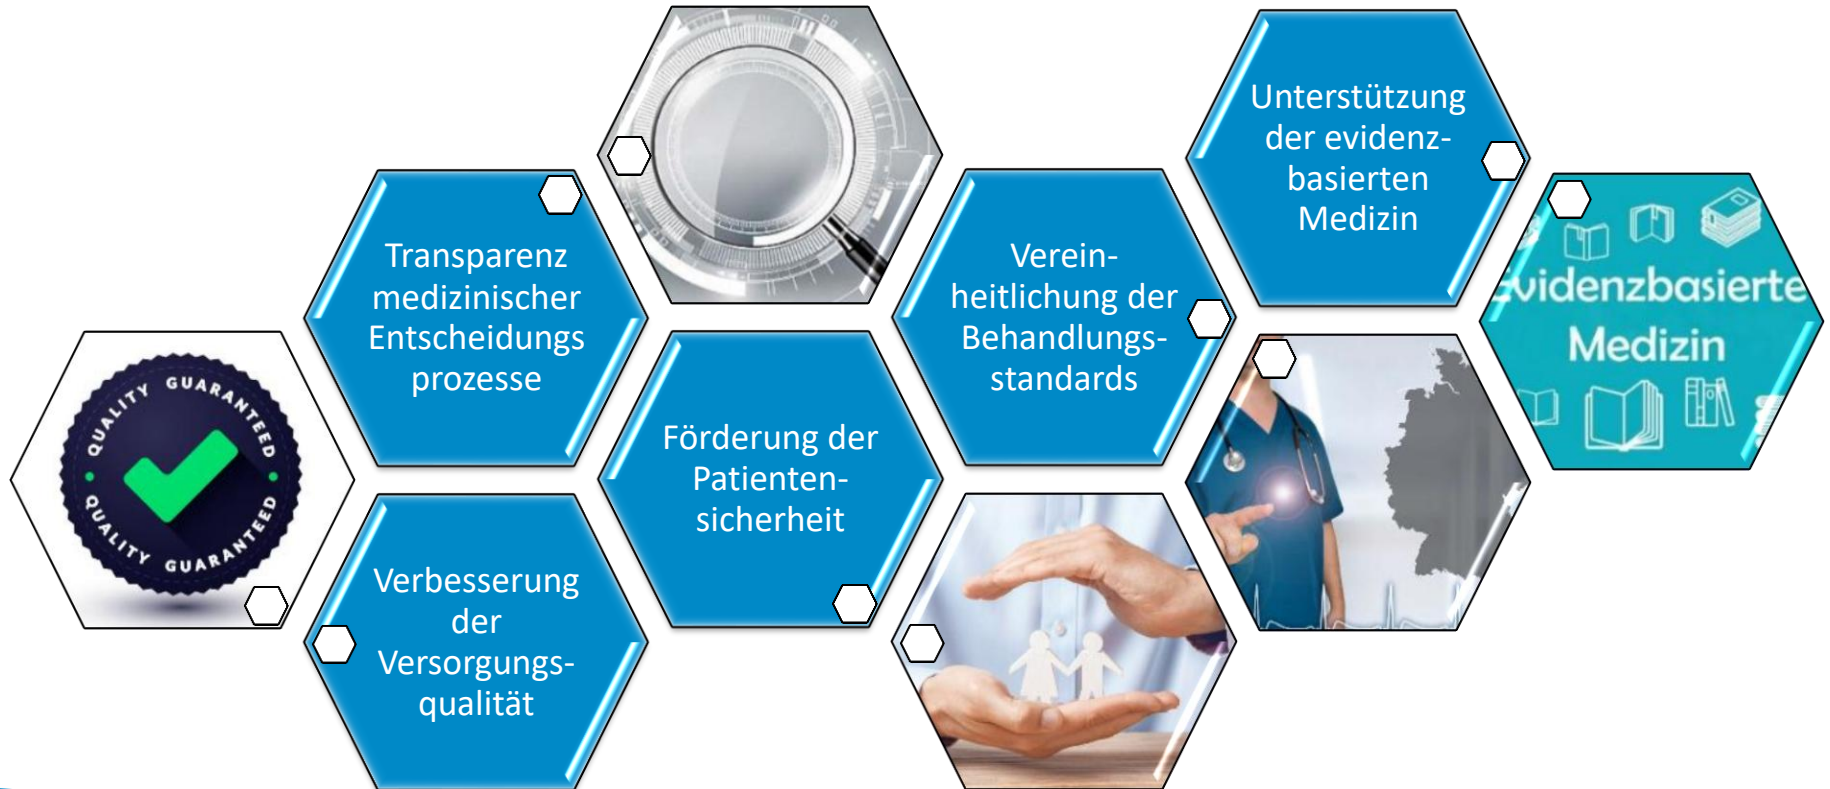 QUALITY GUARANTEED
QUALITY GUARANTEED
Transparenz
medizinischer
Entscheidungs
prozesse
Verbesserung
der
Versorgungs-
qualität
Förderung der
Patienten-
sicherheit
Verein-
heitlichung der
Behandlungs-
standards
Unterstützung
der evidenz-
basierten
Medizin
Evidenzbasierte
Medizin